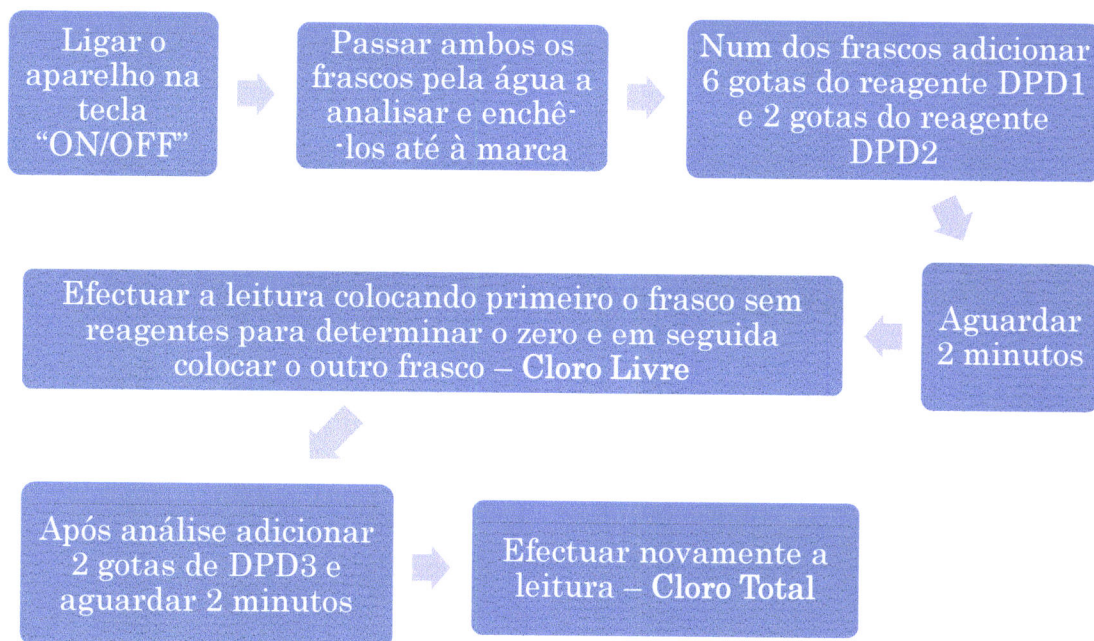 Ligar o
aparelho na
tecla
“ON/OFF”
Passar ambos os
frascos pela água a
analisar e enchê-
-los até à marca
Num dos frascos adicionar
6 gotas do reagente DPD1
e 2 gotas do reagente
DPD2
Aguardar
2 minutos
Efectuar a leitura colocando primeiro o frasco sem
reagentes para determinar o zero e em seguida
colocar o outro frasco – Cloro Livre
Após análise adicionar
2 gotas de DPD3 e
aguardar 2 minutos
Efectuar novamente a
leitura – Cloro Total